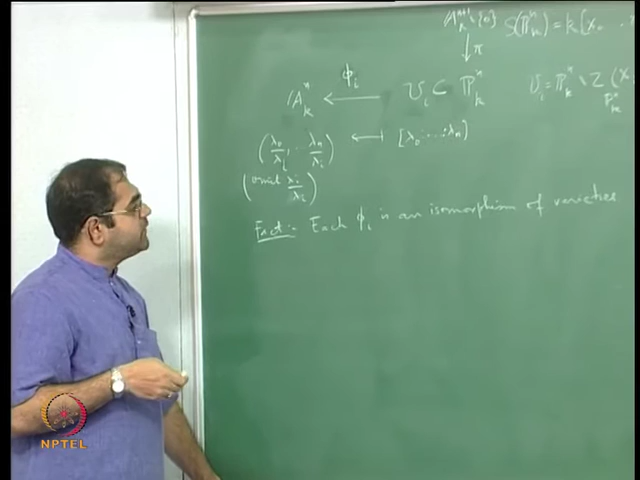 𝔸ₖⁿ⁺¹ \ {0} S(ℙₖⁿ) = k[X₀ ..
↓ π
𝔸ₖⁿ ←ϕᵢ— Uᵢ ⊂ ℙₖⁿ Uᵢ = ℙₖⁿ \ Z(X
ℙₖⁿ
(λ₀/λᵢ, ... λₙ/λᵢ) ↤ [λ₀, ..., λₙ]
(omit λᵢ/λᵢ)
Fact:- Each ϕᵢ is an isomorphism of varieties
NPTEL